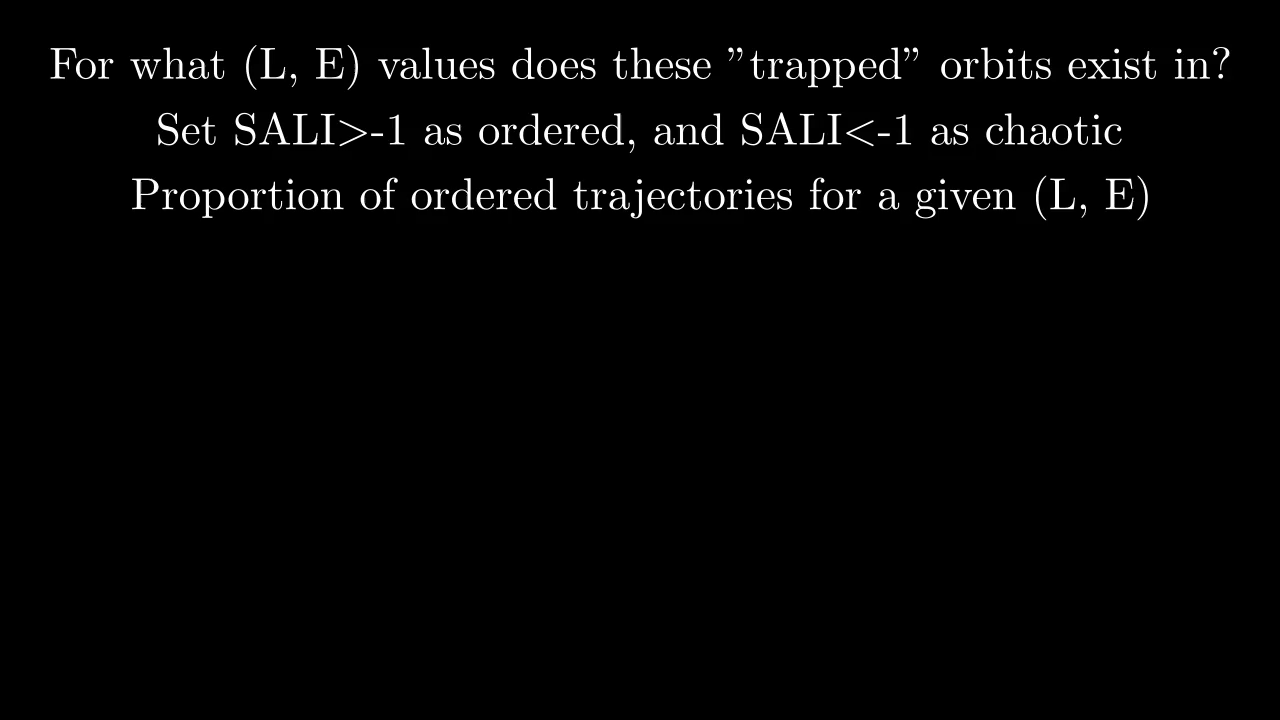 For what (L, E) values does these ”trapped” orbits exist in?
Set SALI>-1 as ordered, and SALI<-1 as chaotic
Proportion of ordered trajectories for a given (L, E)